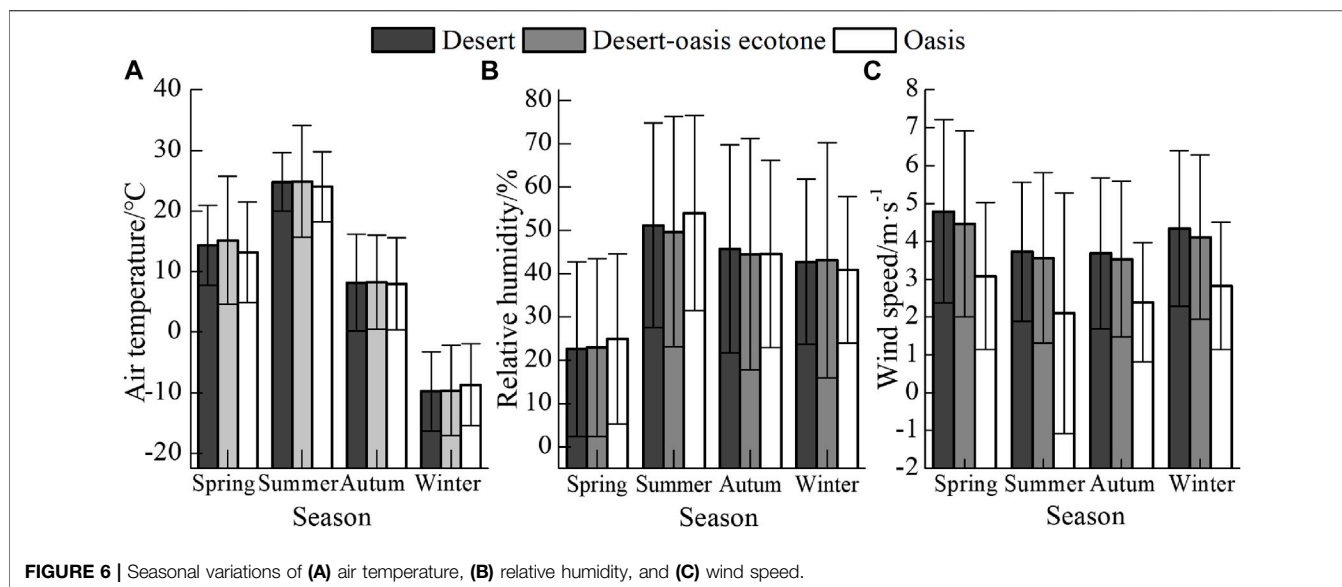 Desert Desert-oasis ecotone Oasis
A
40
30
20
10
0
-10
-20
Air temperature/°C
Spring Summer Autum Winter
Season
B
80
70
60
50
40
30
20
10
0
Relative humidity/%
Spring Summer Autum Winter
Season
C
8
7
6
5
4
3
2
1
0
-1
-2
Wind speed/m·s⁻¹
Spring Summer Autum Winter
Season
FIGURE 6 | Seasonal variations of (A) air temperature, (B) relative humidity, and (C) wind speed.